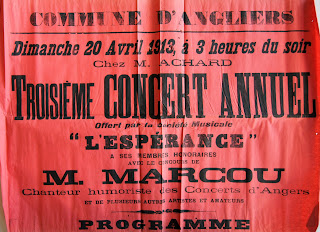 COMMUNE D'ANGLIERS
Dimanche 20 Avril 1913, à 3 heures du soir
Chez M. ACHARD
TROISIÈME CONCERT ANNUEL
Offert par la Société Musicale
“ L'ESPÉRANCE ”
A SES MEMBRES HONORAIRES
AVEC LE CONCOURS DE
M. MARCOU
Chanteur humoriste des Concerts d'Angers
ET DE PLUSIEURS AUTRES ARTISTES ET AMATEURS
PROGRAMME